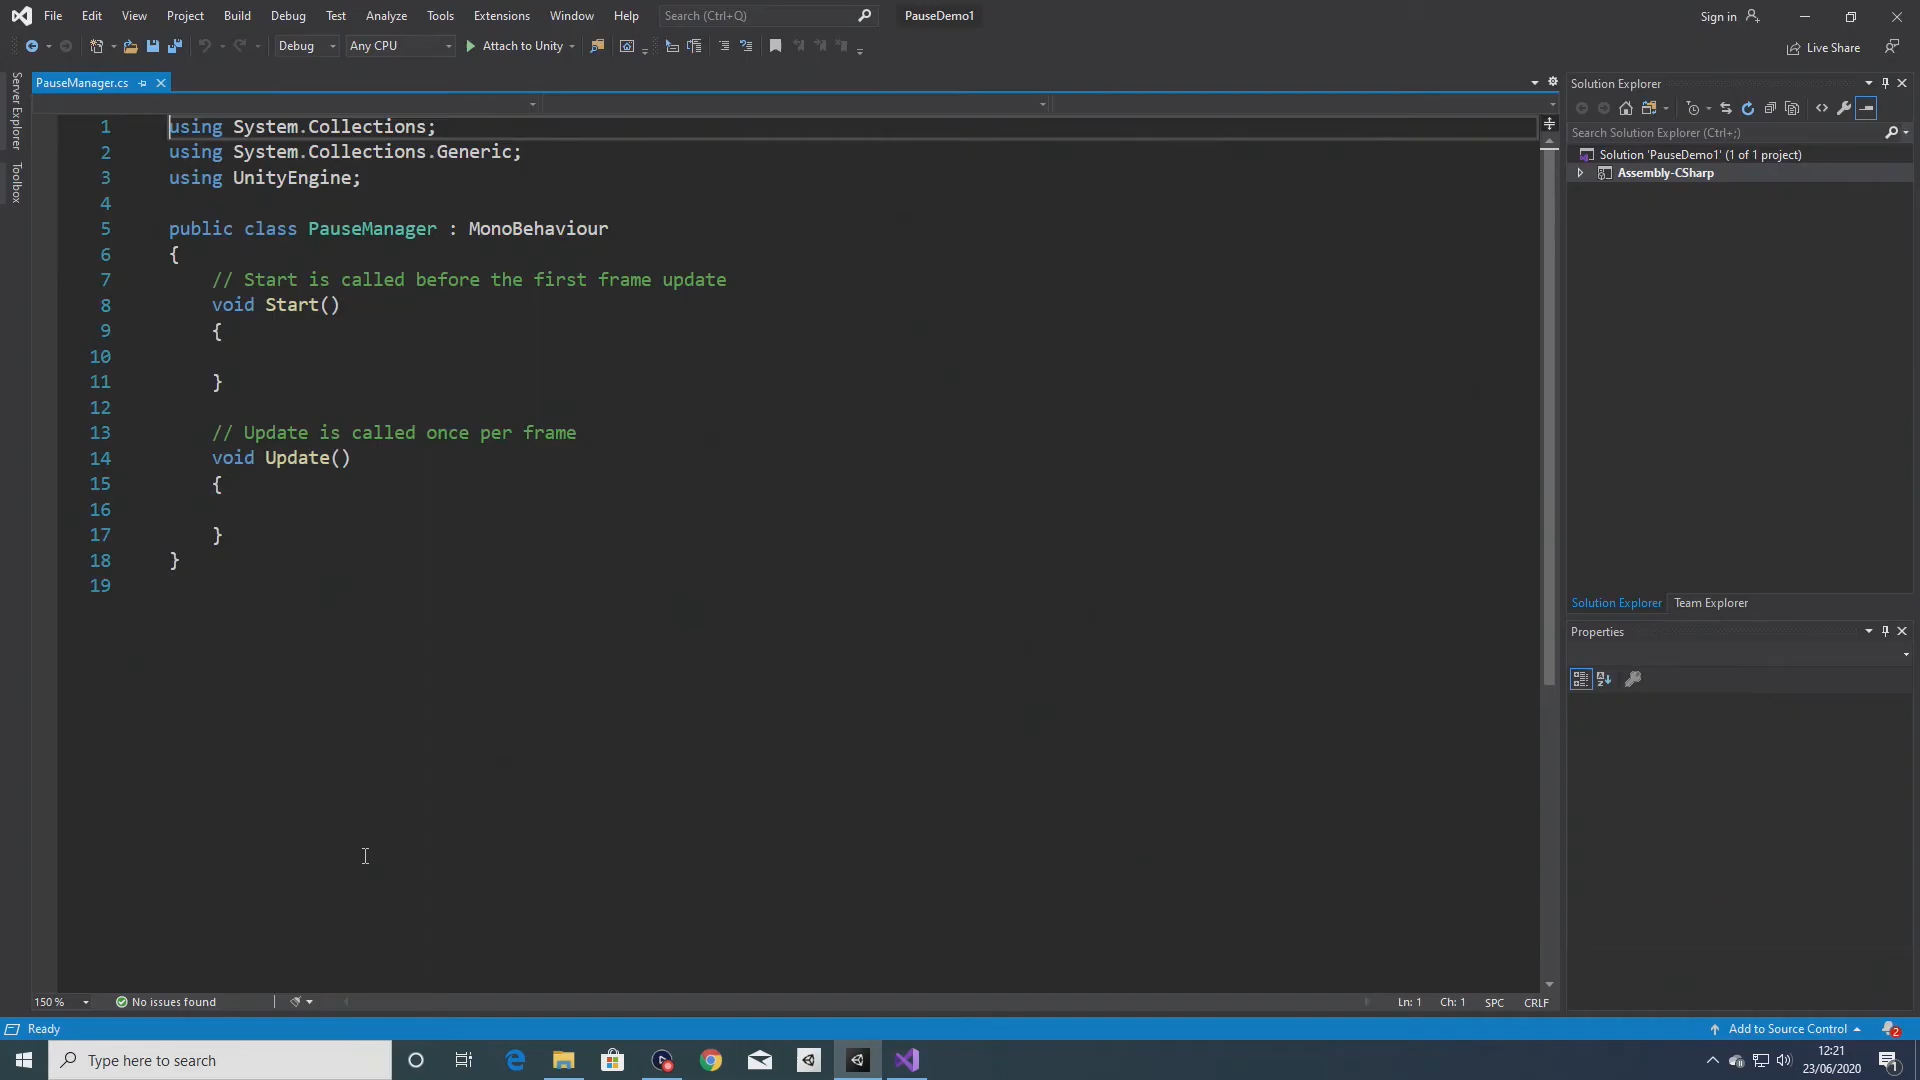 File Edit View Project Build Debug Test Analyze Tools Extensions Window Help Search (Ctrl+Q) PauseDemo1 Sign in
Debug Any CPU Attach to Unity Live Share
Server Explorer
Toolbox
PauseManager.cs
1 using System.Collections;
2 using System.Collections.Generic;
3 using UnityEngine;
4
5 public class PauseManager : MonoBehaviour
6 {
7 // Start is called before the first frame update
8 void Start()
9 {
10
11 }
12
13 // Update is called once per frame
14 void Update()
15 {
16
17 }
18 }
19
Solution Explorer
Search Solution Explorer (Ctrl+;)
Solution 'PauseDemo1' (1 of 1 project)
Assembly-CSharp
Solution Explorer Team Explorer
Properties
150 % No issues found Ln: 1 Ch: 1 SPC CRLF
Ready Add to Source Control 2
Type here to search 12:21
23/06/2020 1